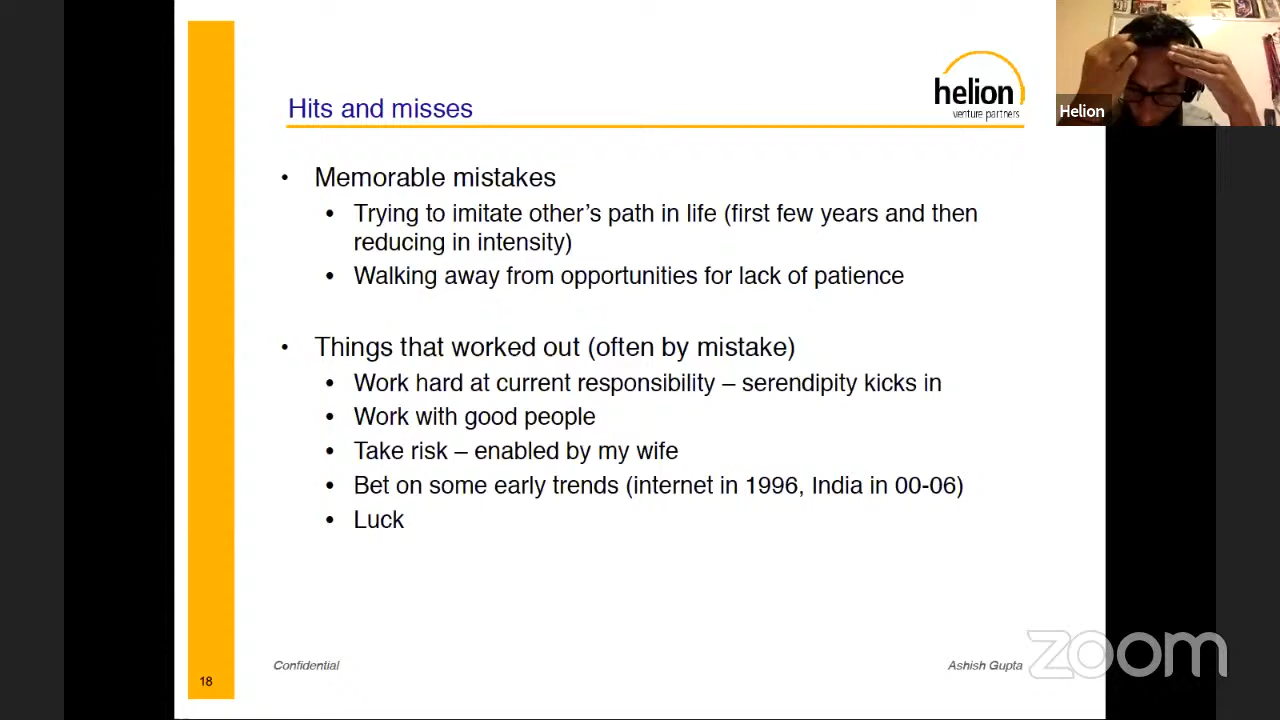 Hits and misses
helion
venture partners
Helion
• Memorable mistakes
• Trying to imitate other's path in life (first few years and then
reducing in intensity)
• Walking away from opportunities for lack of patience
• Things that worked out (often by mistake)
• Work hard at current responsibility – serendipity kicks in
• Work with good people
• Take risk – enabled by my wife
• Bet on some early trends (internet in 1996, India in 00-06)
• Luck
Confidential
Ashish Gupta
zoom
18